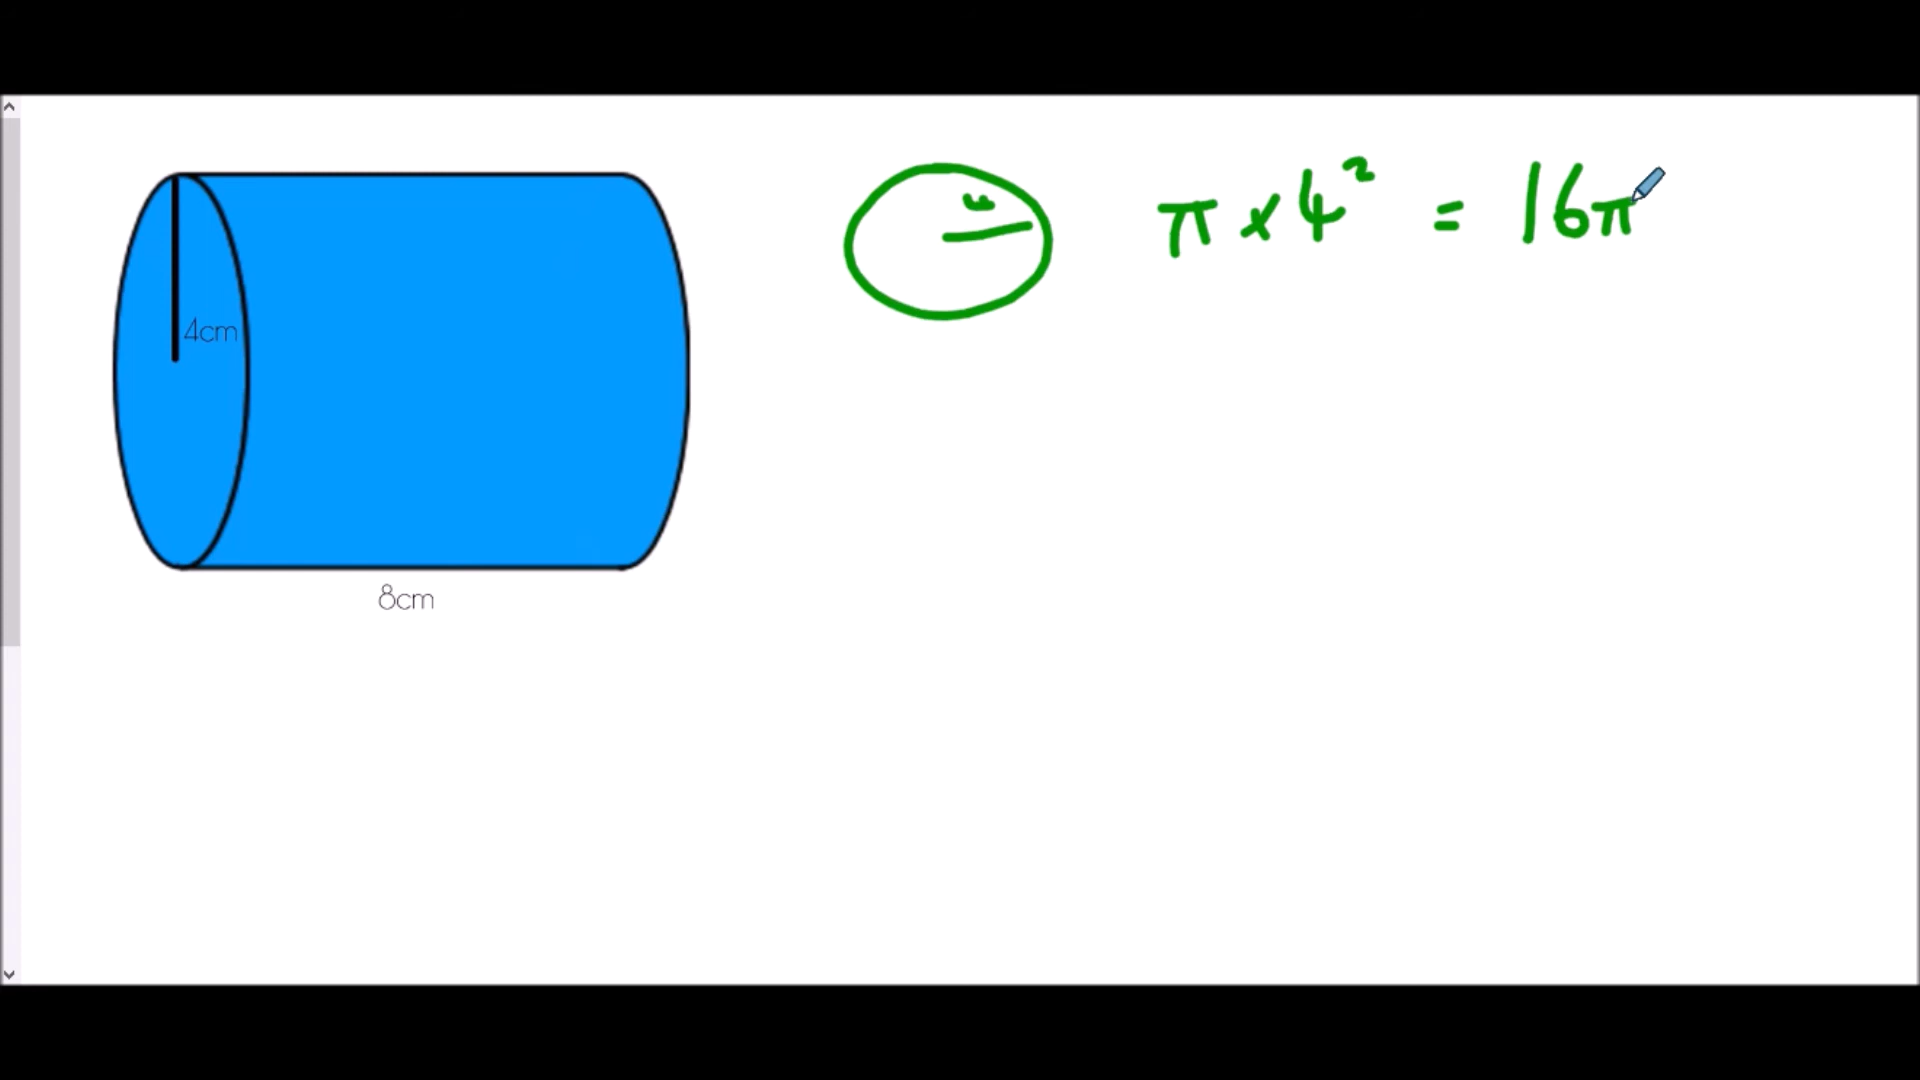 π × 4² = 16π
4cm
8cm